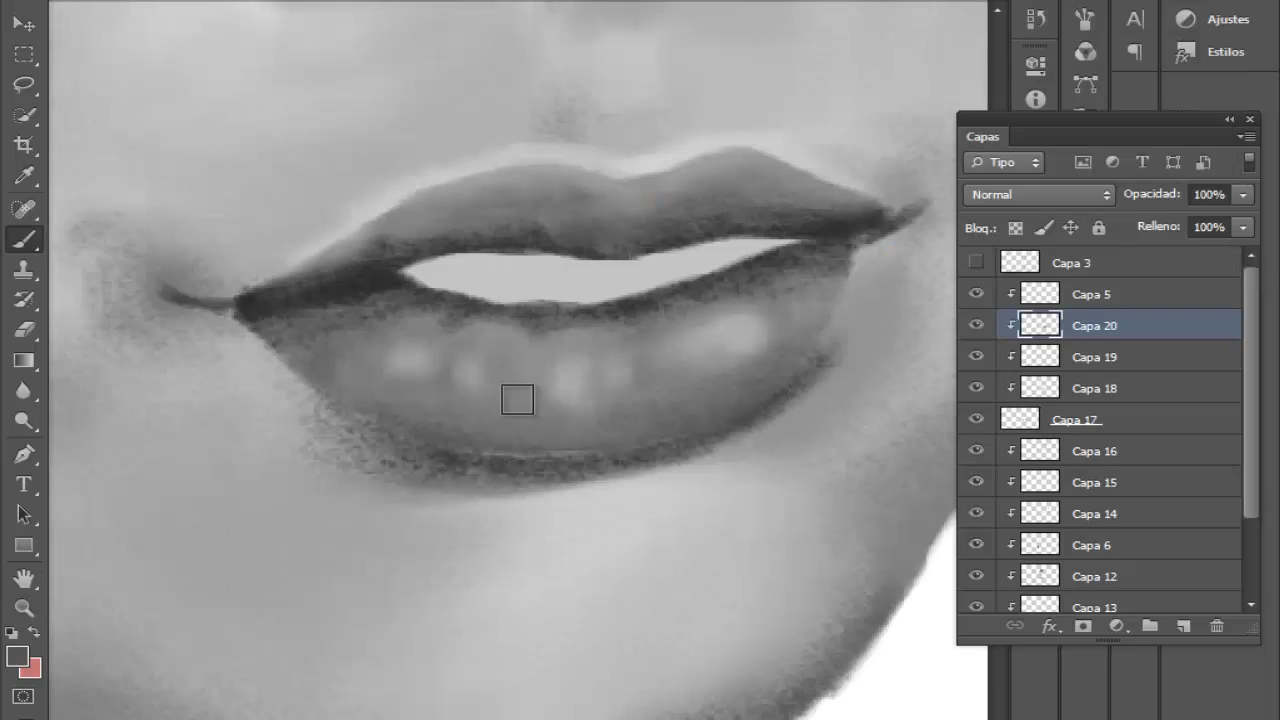 Ajustes
Estilos
Capas
Tipo
Normal
Opacidad: 100%
Bloq.:
Relleno: 100%
Capa 3
Capa 5
Capa 20
Capa 19
Capa 18
Capa 17
Capa 16
Capa 15
Capa 14
Capa 6
Capa 12
Capa 13